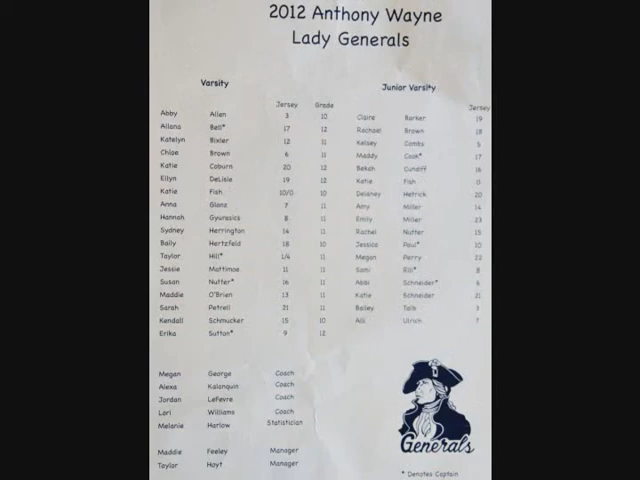 2012 Anthony Wayne
Lady Generals
Varsity
Jersey Grade
Abby Allen 3 10
Allana Bell* 17 12
Katelyn Bixler 12 11
Chloe Brown 6 11
Katie Coburn 20 12
Ellyn DeLisle 19 12
Katie Fish 10/0 10
Anna Glanz 7 11
Hannah Gyurasics 8 11
Sydney Herrington 14 11
Baily Hertzfeld 18 10
Taylor Hill* 1/4 11
Jessie Mattimoe 11 11
Susan Nutter* 16 11
Maddie O'Brien 13 11
Sarah Petrell 21 11
Kendall Schmucker 15 10
Erika Sutton* 9 12
Megan George Coach
Alexa Kalanquin Coach
Jordan LeFevre Coach
Lori Williams Coach
Melanie Harlow Statistician
Maddie Feeley Manager
Taylor Hoyt Manager
Junior Varsity
Jersey
Claire Barker 19
Rachael Brown 18
Kelsey Combs 5
Maddy Cook* 17
Bekah Cundiff 16
Katie Fish 0
Delaney Hetrick 20
Amy Miller 14
Emily Miller 23
Rachel Nutter 15
Jessica Paul* 10
Megan Perry 22
Sami Rill* 8
Abbi Schneider* 6
Katie Schneider 21
Bailey Talb 3
Alli Ulrich 7
Generals
* Denotes Captain